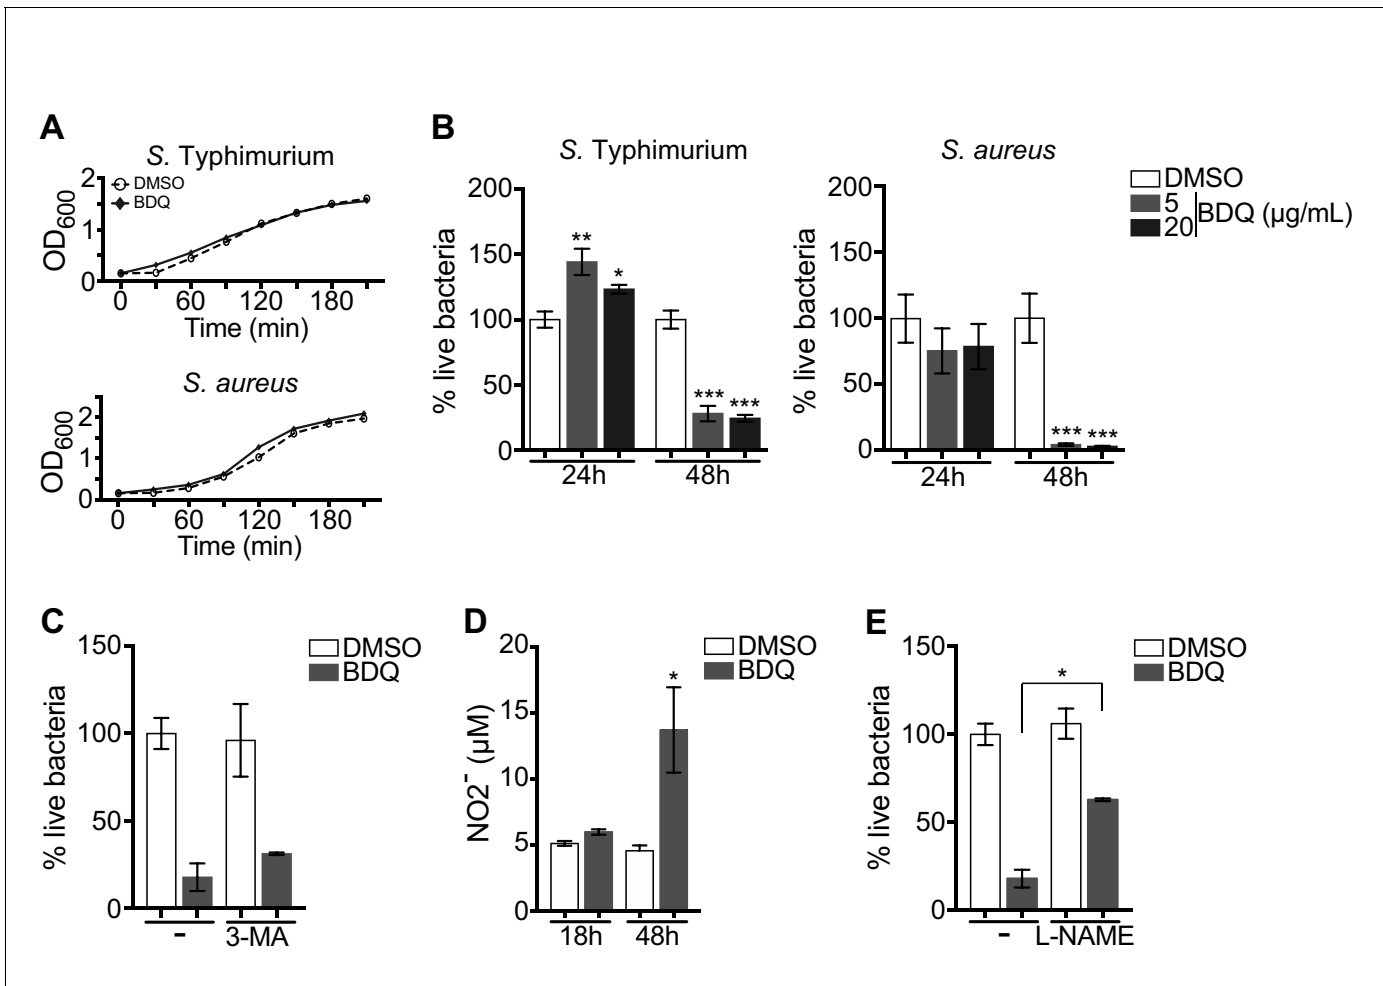 A
S. Typhimurium
DMSO
BDQ
2
1
0
OD600
0 60 120 180
Time (min)
S. aureus
2
1
0
OD600
0 60 120 180
Time (min)
B
S. Typhimurium
% live bacteria
200
150
100
50
0
**
*
***
***
24h 48h
S. aureus
% live bacteria
200
150
100
50
0
***
***
24h 48h
DMSO
5
20
BDQ (µg/mL)
C
% live bacteria
150
100
50
0
DMSO
BDQ
- 3-MA
D
NO2⁻ (µM)
20
15
10
5
0
*
DMSO
BDQ
18h 48h
E
% live bacteria
150
100
50
0
*
DMSO
BDQ
- L-NAME